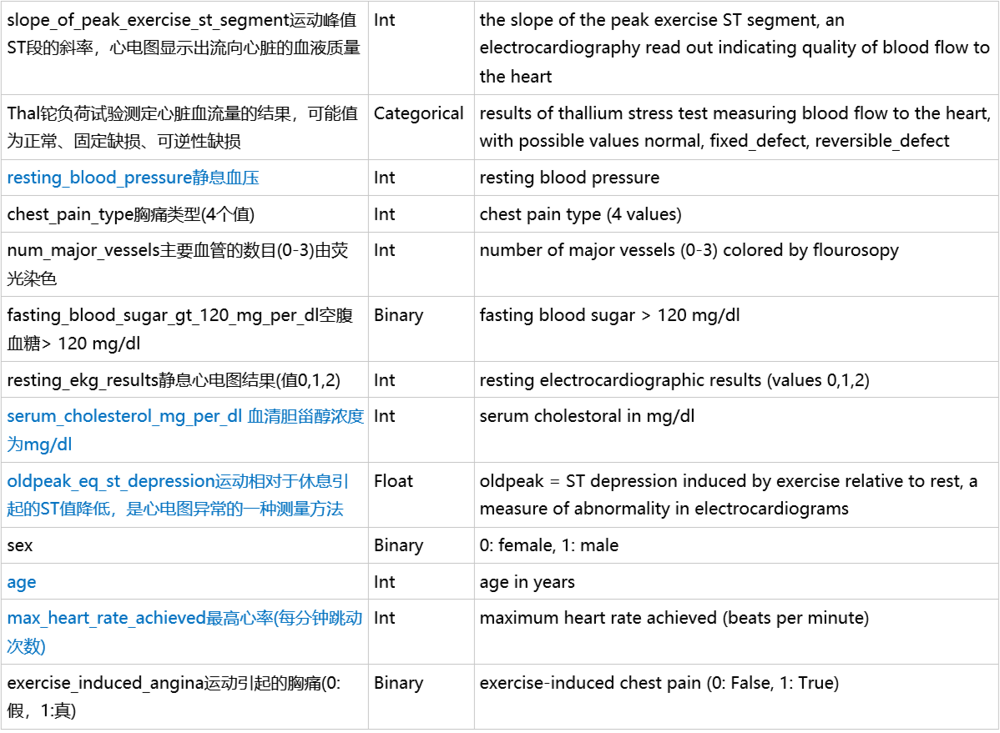 slope_of_peak_exercise_st_segment运动峰值
ST段的斜率，心电图显示出流向心脏的血液质量
Int
the slope of the peak exercise ST segment, an
electrocardiography read out indicating quality of blood flow to
the heart
Thal铊负荷试验测定心脏血流量的结果，可能值
为正常、固定缺损、可逆性缺损
Categorical
results of thallium stress test measuring blood flow to the heart,
with possible values normal, fixed_defect, reversible_defect
resting_blood_pressure静息血压
Int
resting blood pressure
chest_pain_type胸痛类型(4个值)
Int
chest pain type (4 values)
num_major_vessels主要血管的数目(0-3)由荧
光染色
Int
number of major vessels (0-3) colored by flourosopy
fasting_blood_sugar_gt_120_mg_per_dl空腹
血糖> 120 mg/dl
Binary
fasting blood sugar > 120 mg/dl
resting_ekg_results静息心电图结果(值0,1,2)
Int
resting electrocardiographic results (values 0,1,2)
serum_cholesterol_mg_per_dl 血清胆甾醇浓度
为mg/dl
Int
serum cholestoral in mg/dl
oldpeak_eq_st_depression运动相对于休息引
起的ST值降低，是心电图异常的一种测量方法
Float
oldpeak = ST depression induced by exercise relative to rest, a
measure of abnormality in electrocardiograms
sex
Binary
0: female, 1: male
age
Int
age in years
max_heart_rate_achieved最高心率(每分钟跳动
次数)
Int
maximum heart rate achieved (beats per minute)
exercise_induced_angina运动引起的胸痛(0:
假，1:真)
Binary
exercise-induced chest pain (0: False, 1: True)